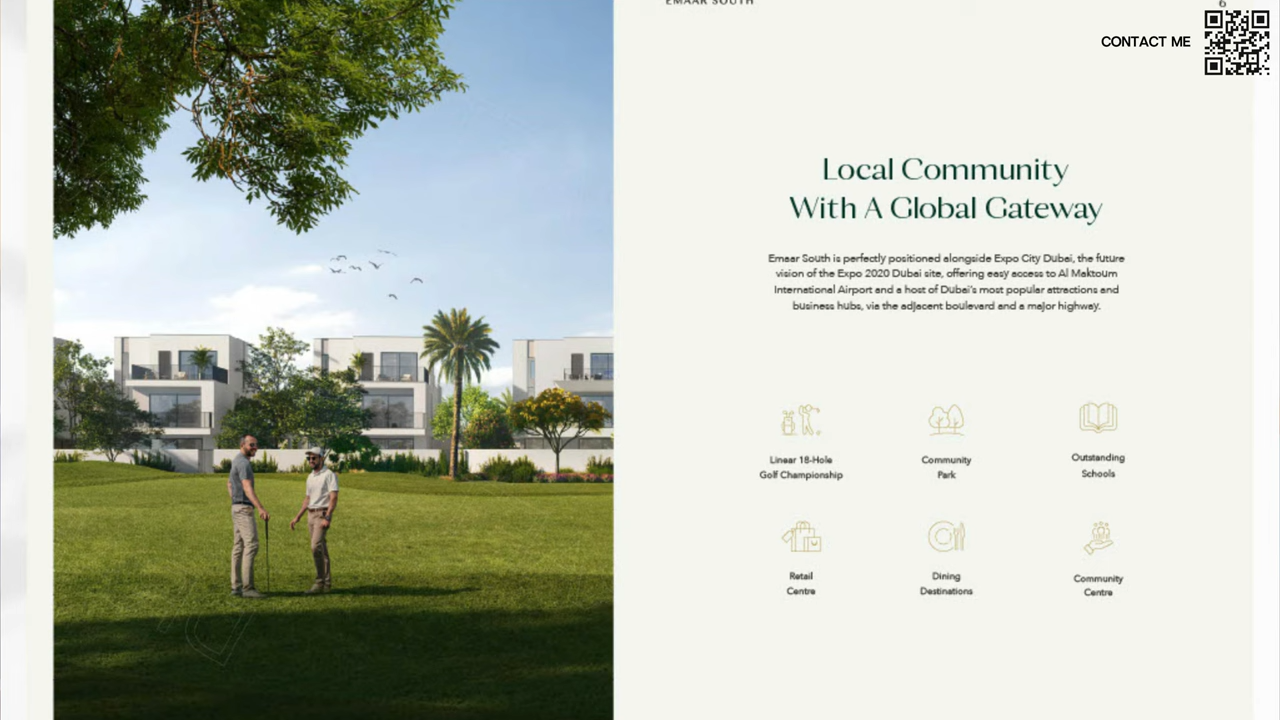 EMAAR SOUTH
6
CONTACT ME
Local Community
With A Global Gateway
Emaar South is perfectly positioned alongside Expo City Dubai, the future
vision of the Expo 2020 Dubai site, offering easy access to Al Maktoum
International Airport and a host of Dubai's most popular attractions and
business hubs, via the adjacent boulevard and a major highway.
Linear 18-Hole
Golf Championship
Community
Park
Outstanding
Schools
Retail
Centre
Dining
Destinations
Community
Centre